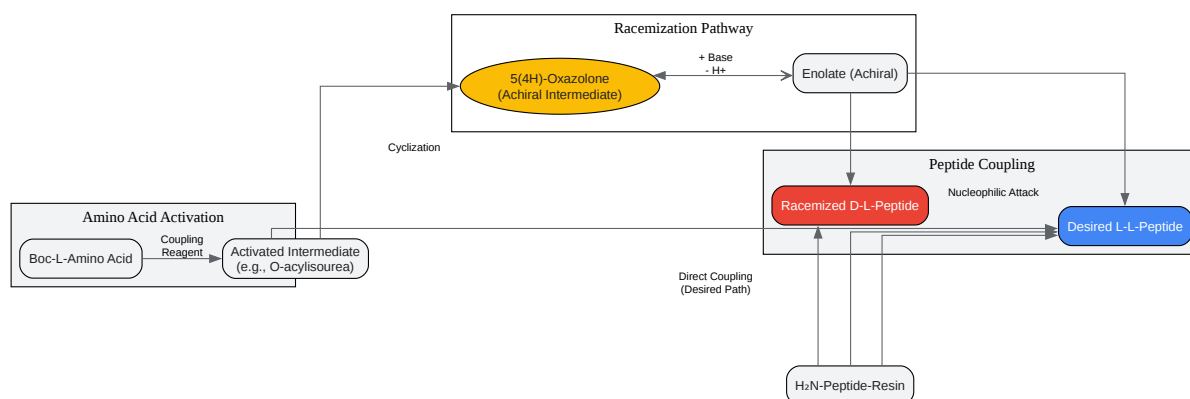 Racemization Pathway
5(4H)-Oxazolone
(Achiral Intermediate)
+ Base
- H+
Enolate (Achiral)
Cyclization
Peptide Coupling
Nucleophilic Attack
Racemized D-L-Peptide
Desired L-L-Peptide
Amino Acid Activation
Boc-L-Amino Acid
Coupling
Reagent
Activated Intermediate
(e.g., O-acylisourea)
Direct Coupling
(Desired Path)
H₂N-Peptide-Resin